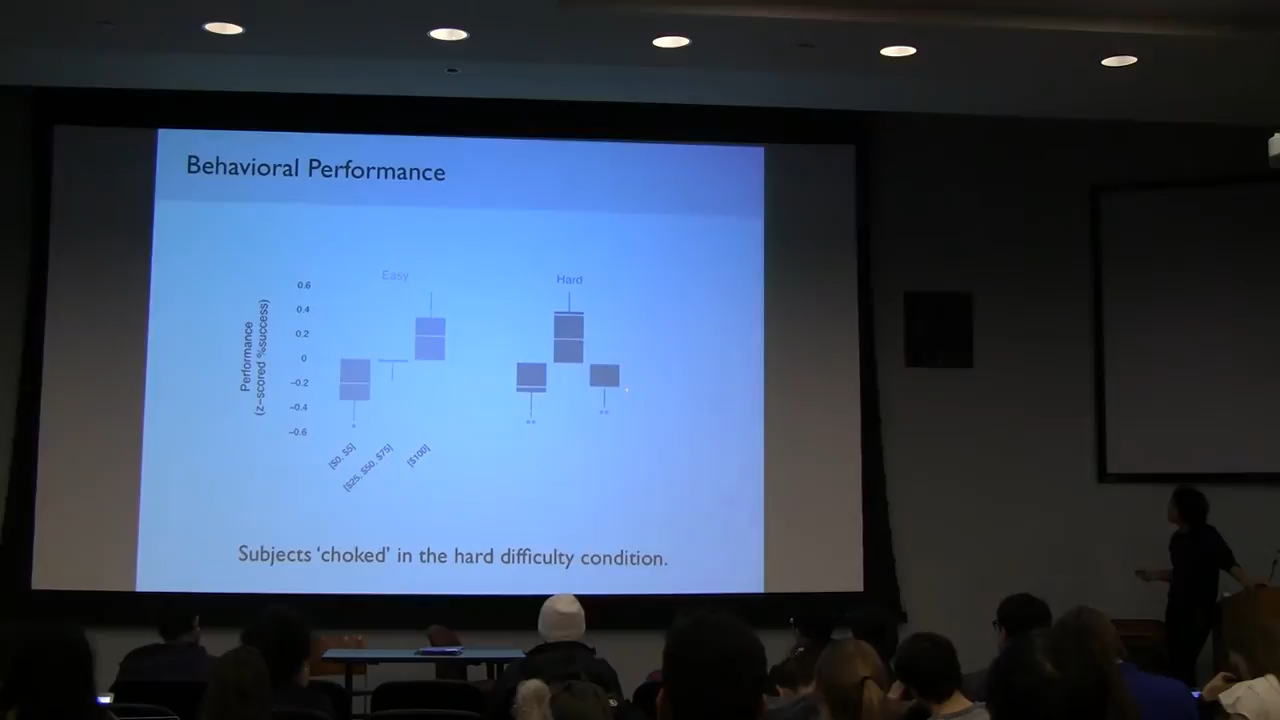 Behavioral Performance
Easy
Hard
Performance
(z-scored %success)
0.6
0.4
0.2
0
-0.2
-0.4
-0.6
*
**
**
[$0, $5]
[$25, $50, $75]
[$100]
Subjects 'choked' in the hard difficulty condition.